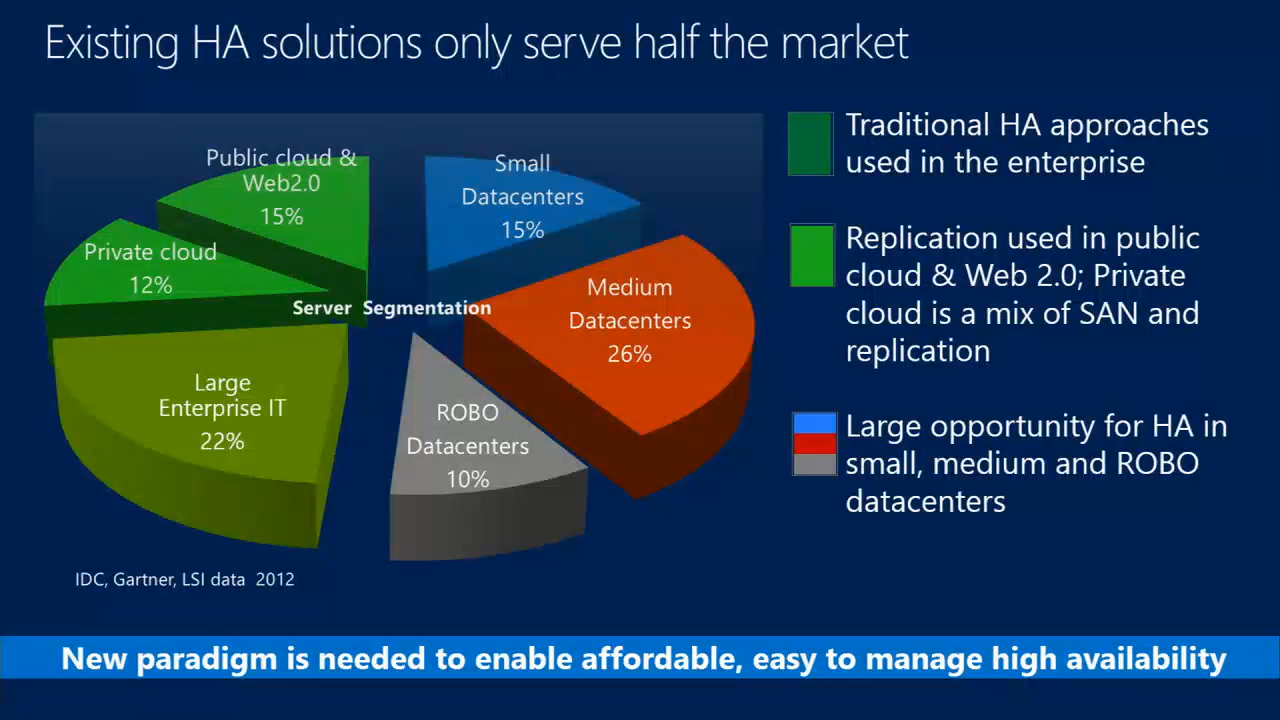 Existing HA solutions only serve half the market
Public cloud &
Web2.0
15%
Small
Datacenters
15%
Private cloud
12%
Medium
Datacenters
26%
Server Segmentation
Large
Enterprise IT
22%
ROBO
Datacenters
10%
IDC, Gartner, LSI data 2012
Traditional HA approaches
used in the enterprise
Replication used in public
cloud & Web 2.0; Private
cloud is a mix of SAN and
replication
Large opportunity for HA in
small, medium and ROBO
datacenters
New paradigm is needed to enable affordable, easy to manage high availability